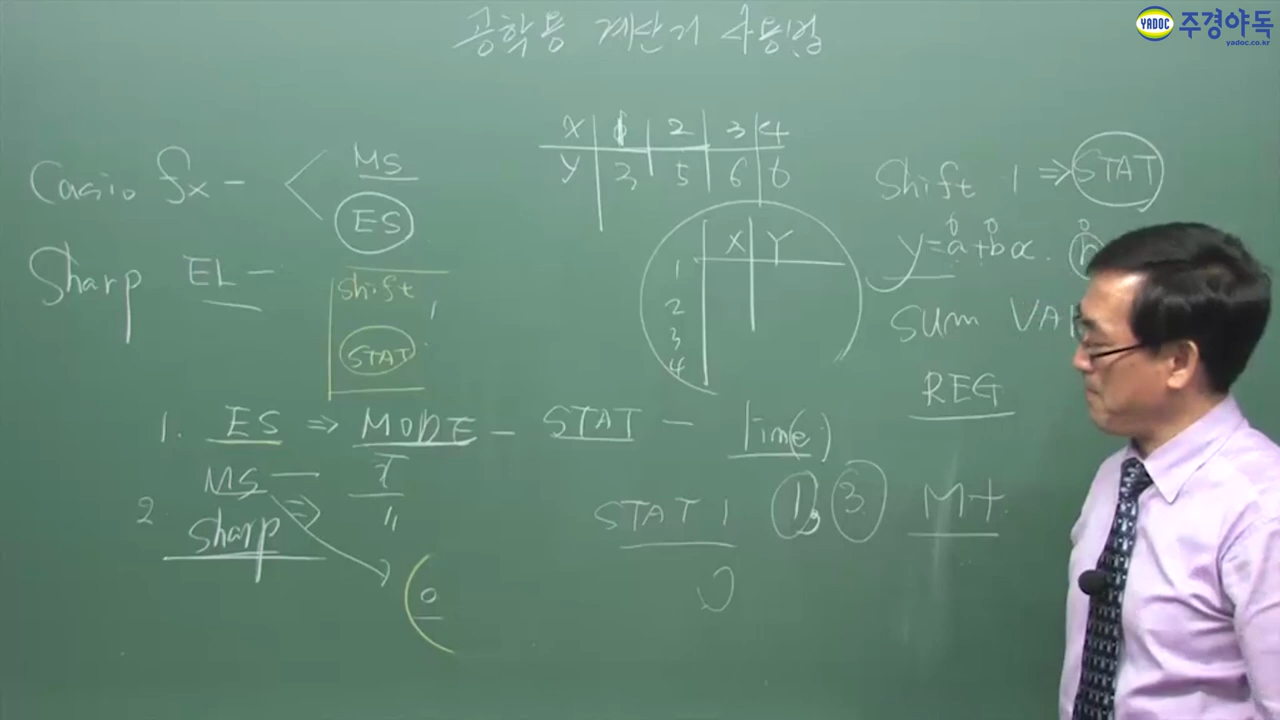 공학용 계산기 사용법
YADOC 주경야독
yadoc.co.kr
Casio fx - MS
ES
Sharp EL -
shift 1
STAT
X 1 2 3 4
Y 3 5 6 6
X Y
1
2
3
4
Shift 1 ⇒ STAT
y = a + bx.
SUM VAR
REG
1. ES ⇒ MODE - STAT - line)
MS - "
2. Sharp ⇒ "
STAT 1 1, 3 M+
0
0